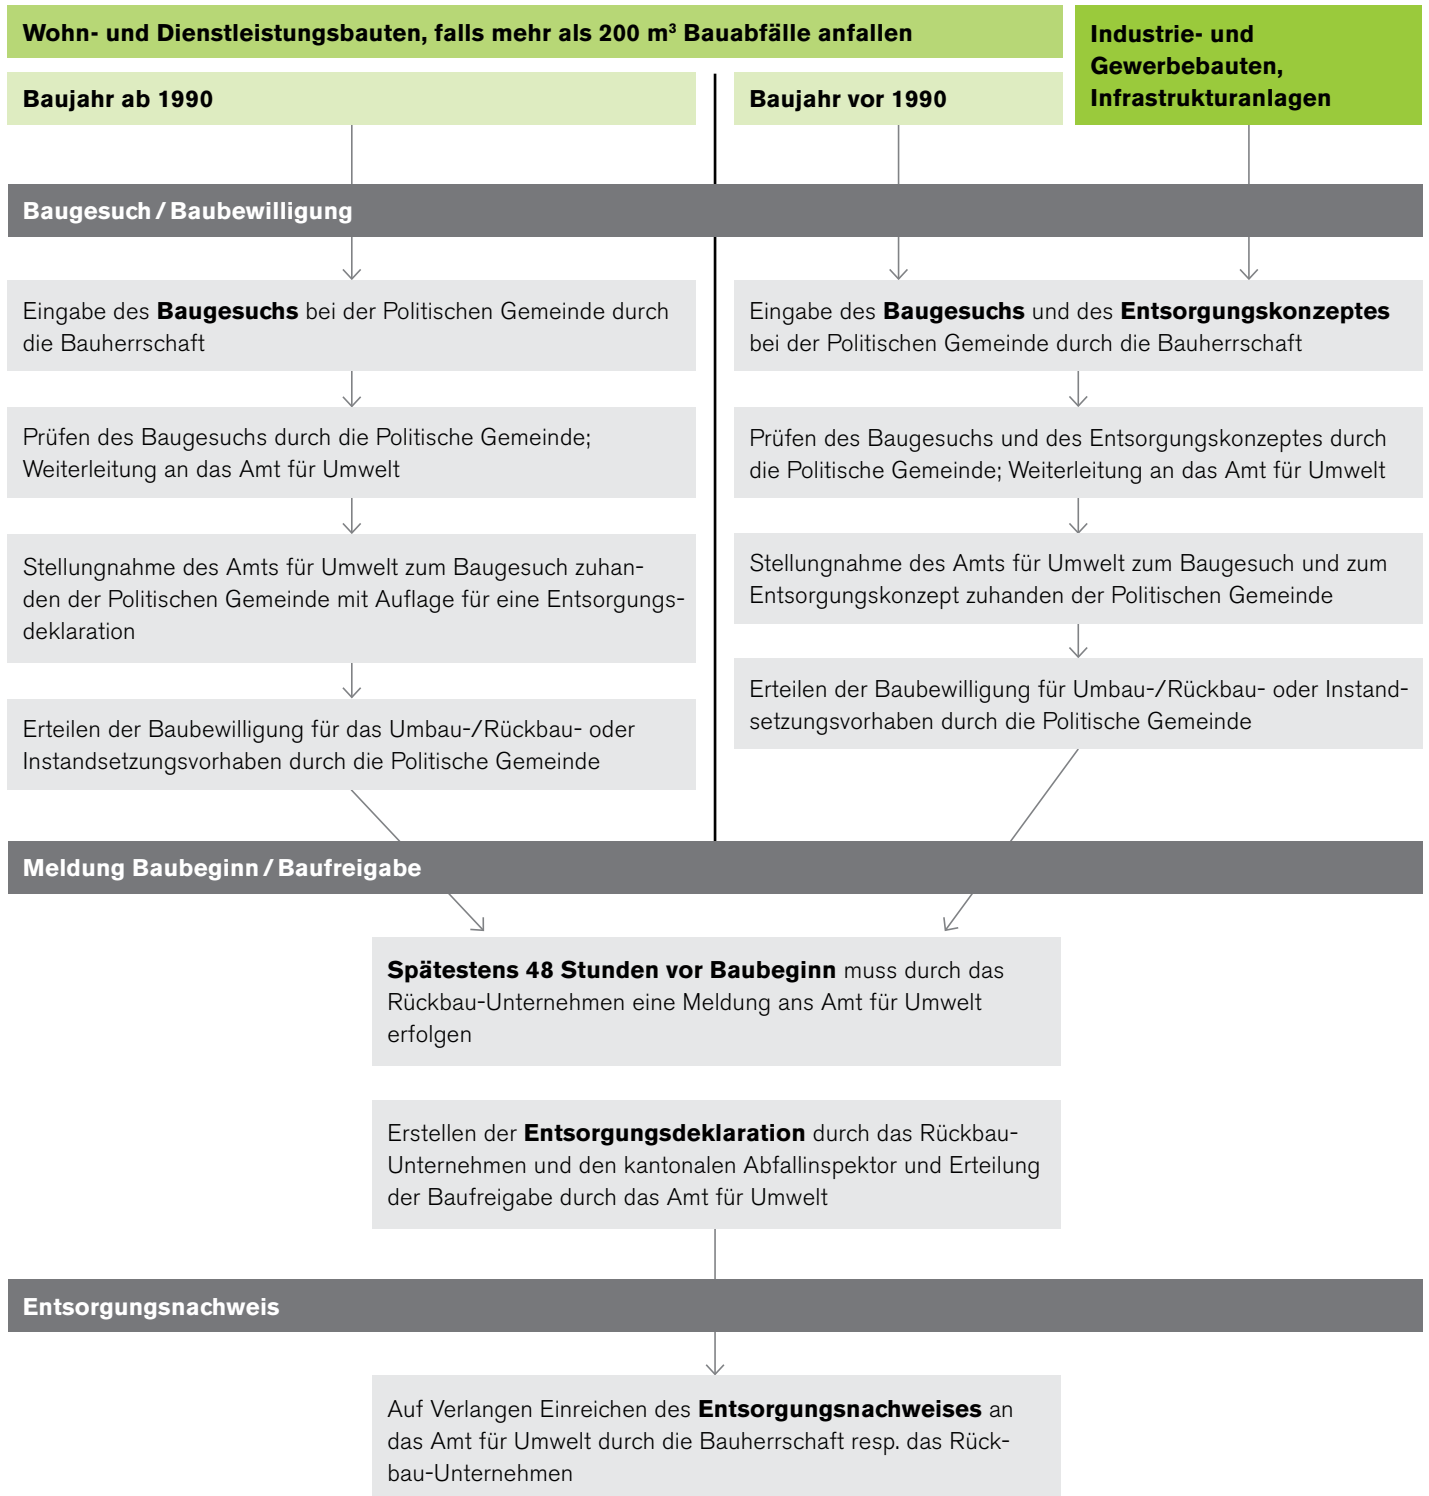 Wohn- und Dienstleistungsbauten, falls mehr als 200 m³ Bauabfälle anfallen
Industrie- und
Gewerbebauten,
Infrastrukturanlagen
Baujahr ab 1990
Baujahr vor 1990
Baugesuch / Baubewilligung
Eingabe des Baugesuchs bei der Politischen Gemeinde durch
die Bauherrschaft
Prüfen des Baugesuchs durch die Politische Gemeinde;
Weiterleitung an das Amt für Umwelt
Stellungnahme des Amts für Umwelt zum Baugesuch zuhan-
den der Politischen Gemeinde mit Auflage für eine Entsorgungs-
deklaration
Erteilen der Baubewilligung für das Umbau-/Rückbau- oder
Instandsetzungsvorhaben durch die Politische Gemeinde
Eingabe des Baugesuchs und des Entsorgungskonzeptes
bei der Politischen Gemeinde durch die Bauherrschaft
Prüfen des Baugesuchs und des Entsorgungskonzeptes durch
die Politische Gemeinde; Weiterleitung an das Amt für Umwelt
Stellungnahme des Amts für Umwelt zum Baugesuch und zum
Entsorgungskonzept zuhanden der Politischen Gemeinde
Erteilen der Baubewilligung für Umbau-/Rückbau- oder Instand-
setzungsvorhaben durch die Politische Gemeinde
Meldung Baubeginn / Baufreigabe
Spätestens 48 Stunden vor Baubeginn muss durch das
Rückbau-Unternehmen eine Meldung ans Amt für Umwelt
erfolgen
Erstellen der Entsorgungsdeklaration durch das Rückbau-
Unternehmen und den kantonalen Abfallinspektor und Erteilung
der Baufreigabe durch das Amt für Umwelt
Entsorgungsnachweis
Auf Verlangen Einreichen des Entsorgungsnachweises an
das Amt für Umwelt durch die Bauherrschaft resp. das Rück-
bau-Unternehmen